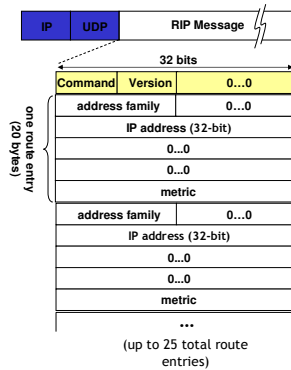 IP UDP RIP Message
32 bits
Command Version 0…0
address family 0…0
IP address (32-bit)
0...0
0...0
metric
address family 0…0
IP address (32-bit)
0...0
0...0
metric
...
one route entry
(20 bytes)
(up to 25 total route
entries)